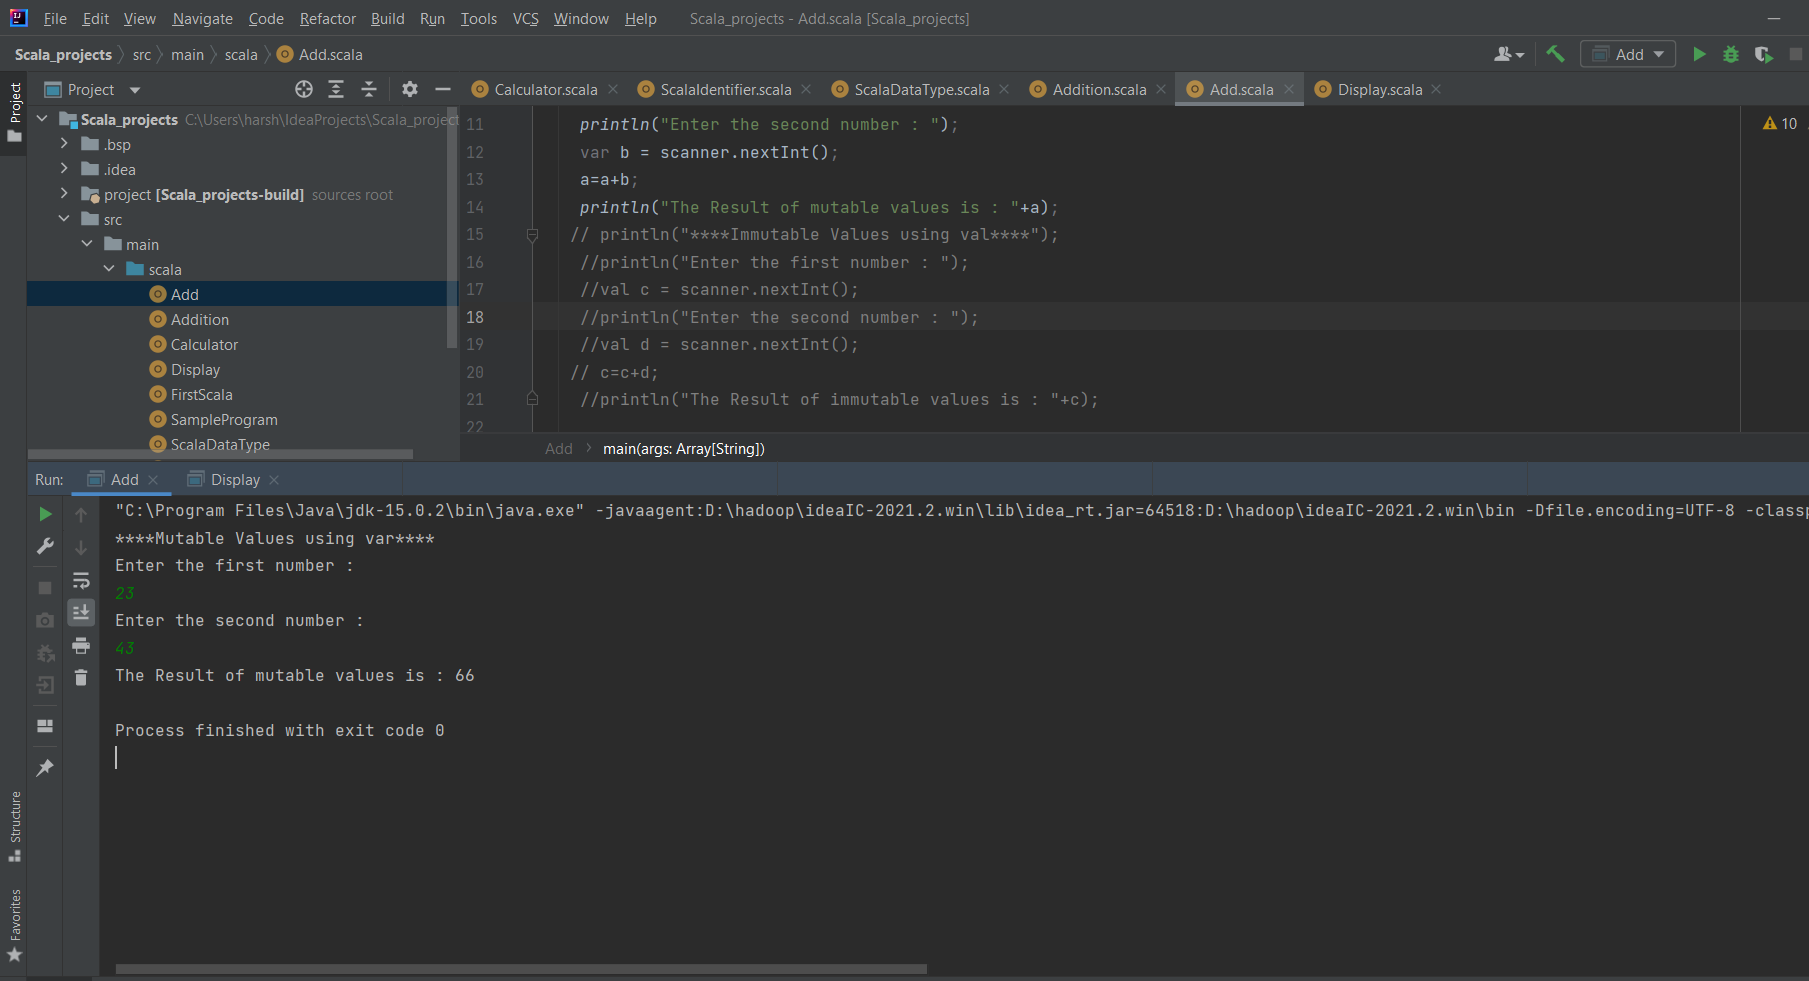 File Edit View Navigate Code Refactor Build Run Tools VCS Window Help Scala_projects - Add.scala [Scala_projects]
Scala_projects src main scala Add.scala Add
Project
Project Calculator.scala ScalaIdentifier.scala ScalaDataType.scala Addition.scala Add.scala Display.scala
Scala_projects C:\Users\harsh\IdeaProjects\Scala_project
.bsp
.idea
project [Scala_projects-build] sources root
src
main
scala
Add
Addition
Calculator
Display
FirstScala
SampleProgram
ScalaDataType
10
11 println("Enter the second number : ");
12 var b = scanner.nextInt();
13 a=a+b;
14 println("The Result of mutable values is : "+a);
15 // println("****Immutable Values using val****");
16 //println("Enter the first number : ");
17 //val c = scanner.nextInt();
18 //println("Enter the second number : ");
19 //val d = scanner.nextInt();
20 // c=c+d;
21 //println("The Result of immutable values is : "+c);
22
Add main(args: Array[String])
Run: Add Display
"C:\Program Files\Java\jdk-15.0.2\bin\java.exe" -javaagent:D:\hadoop\ideaIC-2021.2.win\lib\idea_rt.jar=64518:D:\hadoop\ideaIC-2021.2.win\bin -Dfile.encoding=UTF-8 -classp
****Mutable Values using var****
Enter the first number :
23
Enter the second number :
43
The Result of mutable values is : 66
Process finished with exit code 0
Structure
Favorites